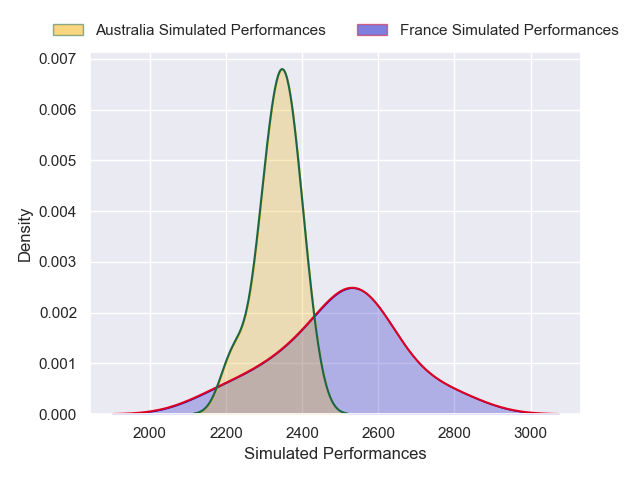 Australia Simulated Performances France Simulated Performances
0.007
0.006
0.005
0.004
0.003
0.002
0.001
0.000
Density
2000 2200 2400 2600 2800 3000
Simulated Performances